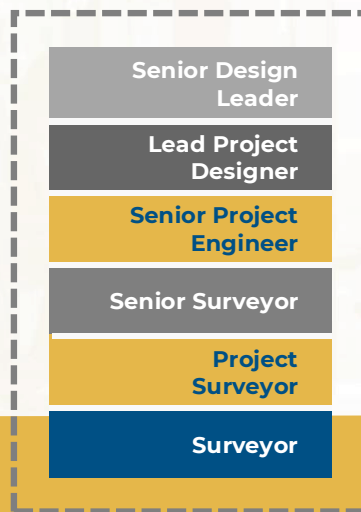 Senior Design
Leader
Lead Project
Designer
Senior Project
Engineer
Senior Surveyor
Project
Surveyor
Surveyor